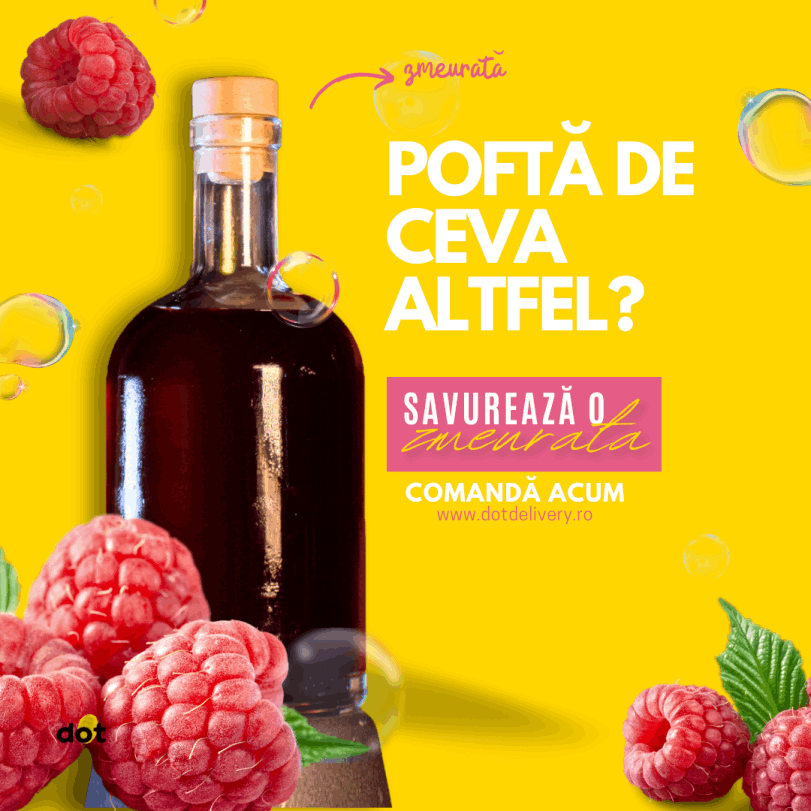 zmeurată
POFTĂ DE
CEVA
ALTFEL?
SAVUREAZĂ O
zmeurata
COMANDĂ ACUM
www.dotdelivery.ro
dot